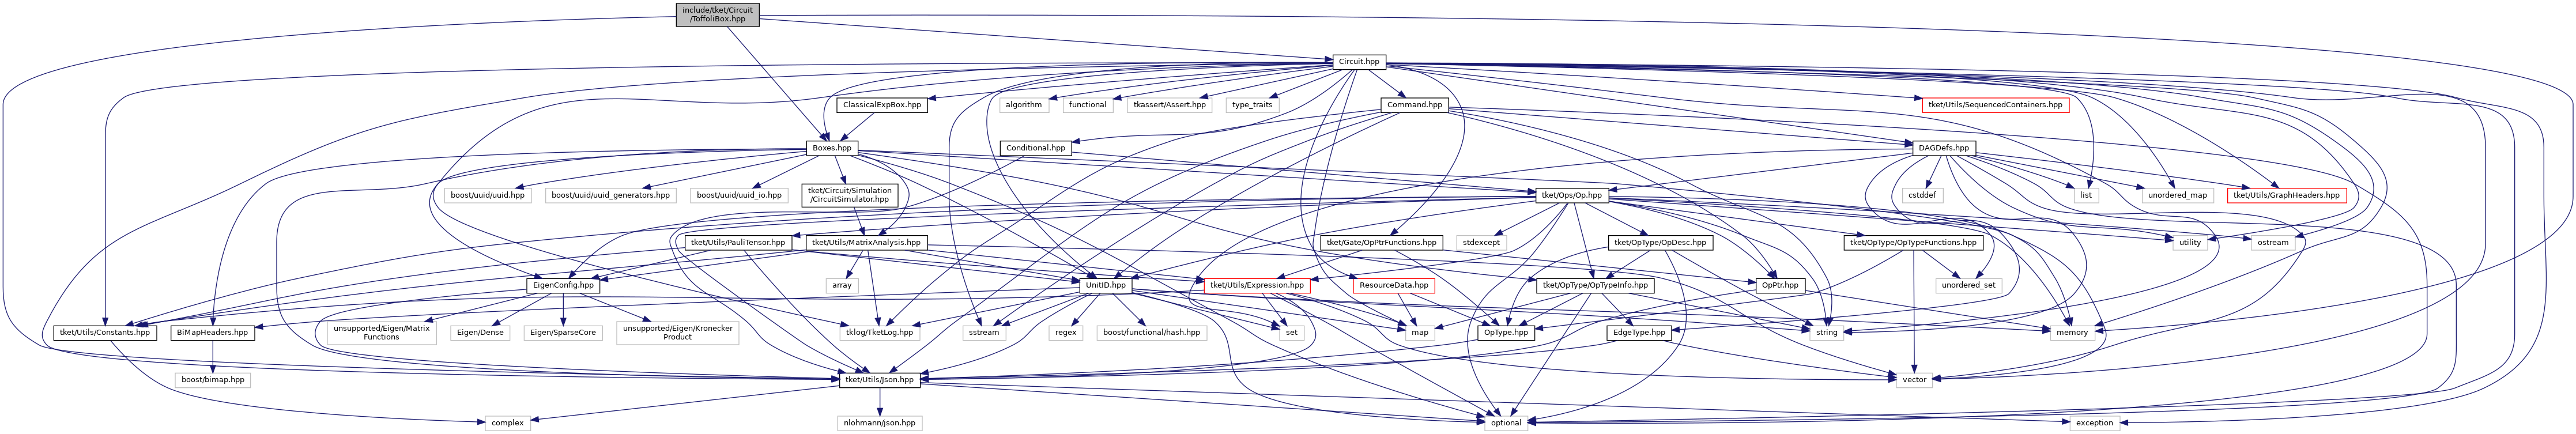 include/tket/Circuit
/ToffoliBox.hpp
Circuit.hpp
ClassicalExpBox.hpp
algorithm
functional
tkassert/Assert.hpp
type_traits
Command.hpp
tket/Utils/SequencedContainers.hpp
Boxes.hpp
Conditional.hpp
DAGDefs.hpp
boost/uuid/uuid.hpp
boost/uuid/uuid_generators.hpp
boost/uuid/uuid_io.hpp
tket/Circuit/Simulation
/CircuitSimulator.hpp
tket/Ops/Op.hpp
cstddef
list
unordered_map
tket/Utils/GraphHeaders.hpp
tket/Utils/PauliTensor.hpp
tket/Utils/MatrixAnalysis.hpp
tket/Gate/OpPtrFunctions.hpp
stdexcept
tket/OpType/OpDesc.hpp
tket/OpType/OpTypeFunctions.hpp
utility
ostream
EigenConfig.hpp
array
UnitID.hpp
tket/Utils/Expression.hpp
ResourceData.hpp
tket/OpType/OpTypeInfo.hpp
OpPtr.hpp
unordered_set
tket/Utils/Constants.hpp
BiMapHeaders.hpp
unsupported/Eigen/Matrix
Functions
Eigen/Dense
Eigen/SparseCore
unsupported/Eigen/Kronecker
Product
tklog/TketLog.hpp
sstream
regex
boost/functional/hash.hpp
set
map
OpType.hpp
EdgeType.hpp
string
memory
boost/bimap.hpp
tket/Utils/Json.hpp
vector
complex
nlohmann/json.hpp
optional
exception